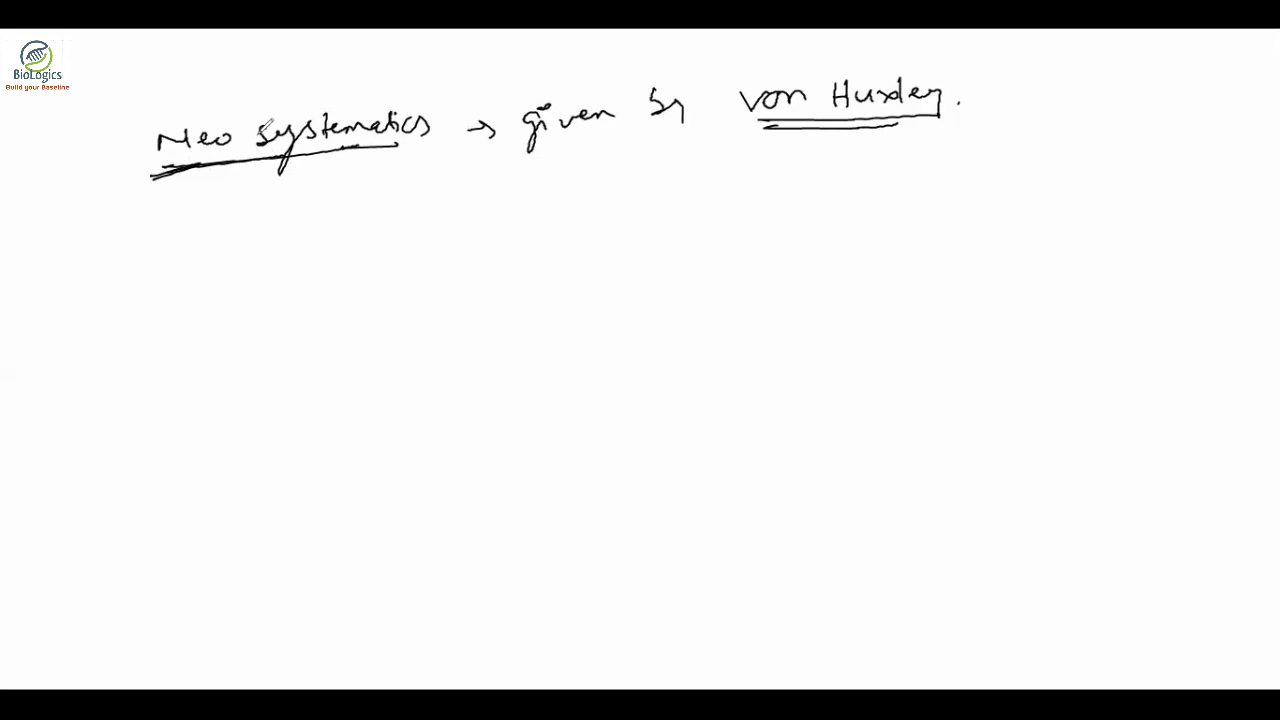 BioLogics
Build your Baseline
Neo Systematics → given by Von Huxley.